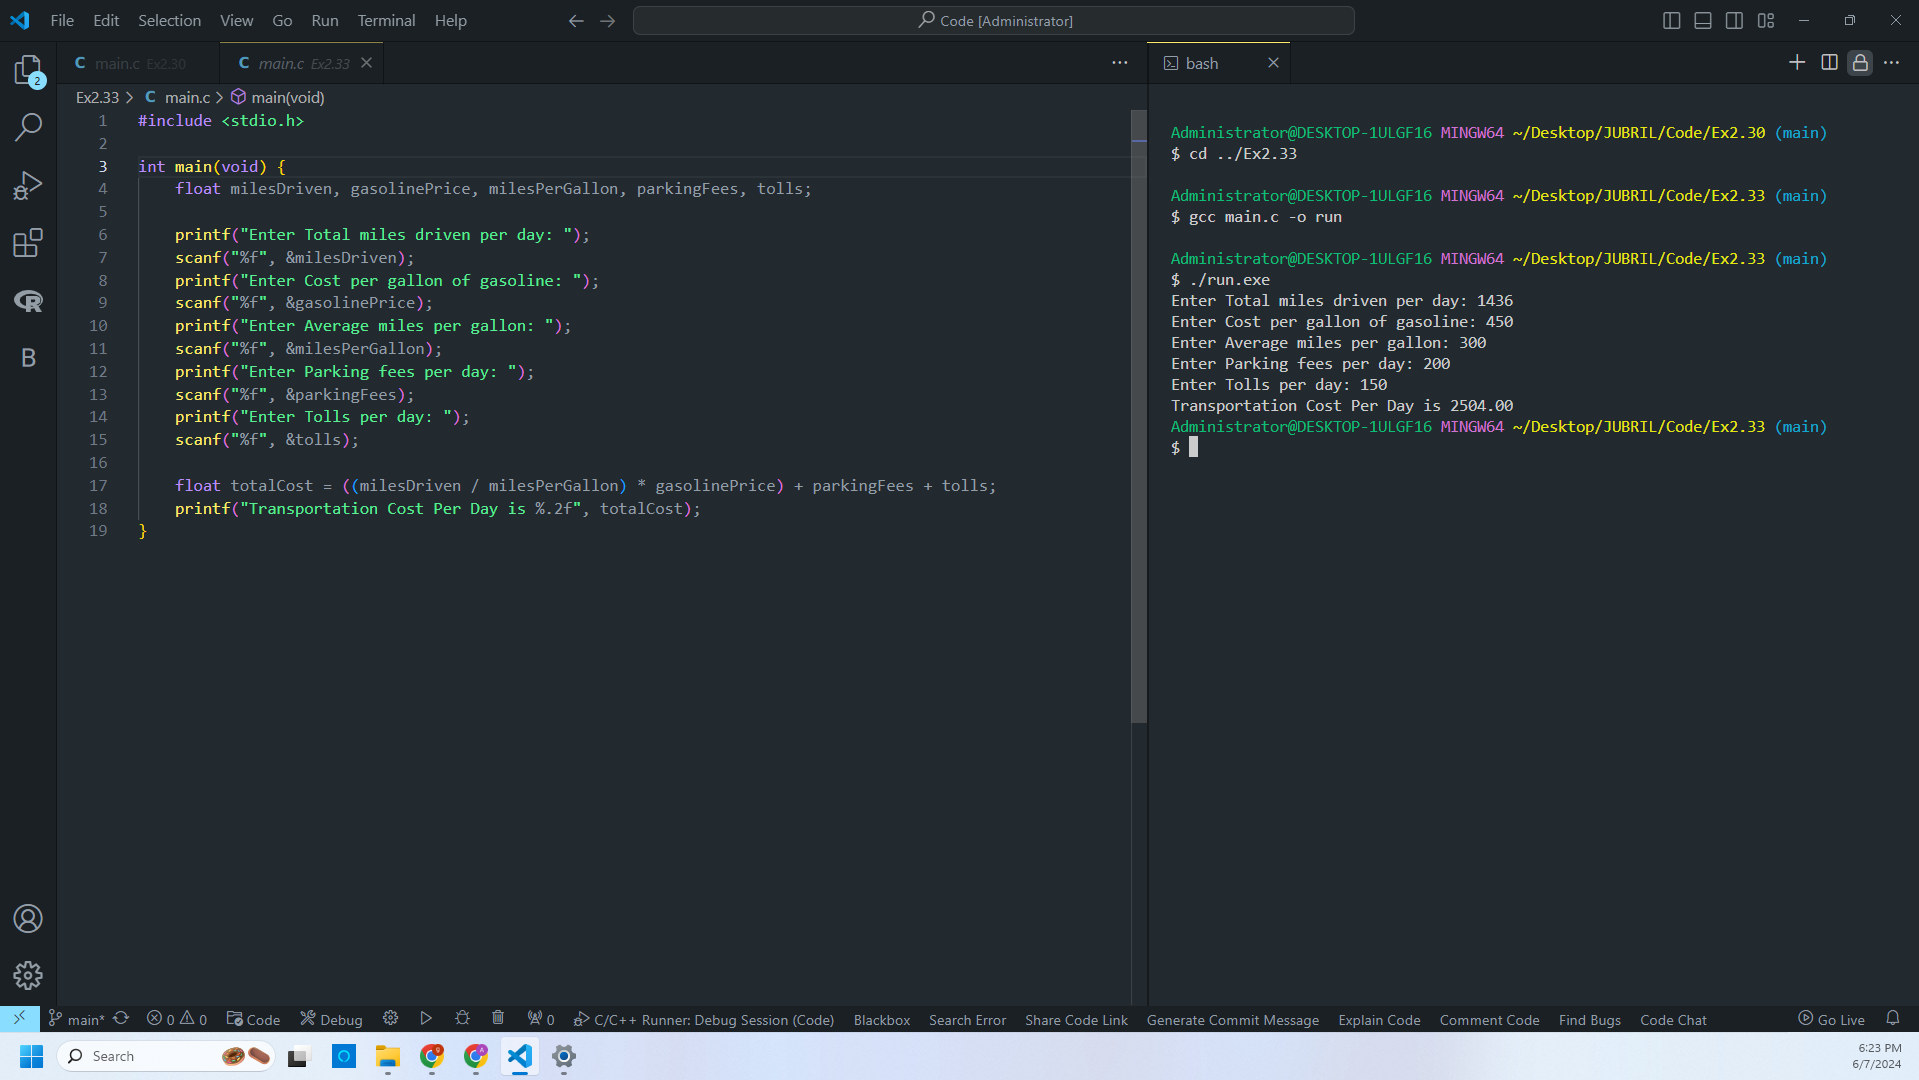 File Edit Selection View Go Run Terminal Help
Code [Administrator]
main.c Ex2.30
C main.c Ex2.33
bash
2
Ex2.33 > C main.c > main(void)
1 #include <stdio.h>
2
3 int main(void) {
4 float milesDriven, gasolinePrice, milesPerGallon, parkingFees, tolls;
5
6 printf("Enter Total miles driven per day: ");
7 scanf("%f", &milesDriven);
8 printf("Enter Cost per gallon of gasoline: ");
9 scanf("%f", &gasolinePrice);
10 printf("Enter Average miles per gallon: ");
11 scanf("%f", &milesPerGallon);
12 printf("Enter Parking fees per day: ");
13 scanf("%f", &parkingFees);
14 printf("Enter Tolls per day: ");
15 scanf("%f", &tolls);
16
17 float totalCost = ((milesDriven / milesPerGallon) * gasolinePrice) + parkingFees + tolls;
18 printf("Transportation Cost Per Day is %.2f", totalCost);
19 }
Administrator@DESKTOP-1ULGF16 MINGW64 ~/Desktop/JUBRIL/Code/Ex2.30 (main)
$ cd ../Ex2.33
Administrator@DESKTOP-1ULGF16 MINGW64 ~/Desktop/JUBRIL/Code/Ex2.33 (main)
$ gcc main.c -o run
Administrator@DESKTOP-1ULGF16 MINGW64 ~/Desktop/JUBRIL/Code/Ex2.33 (main)
$ ./run.exe
Enter Total miles driven per day: 1436
Enter Cost per gallon of gasoline: 450
Enter Average miles per gallon: 300
Enter Parking fees per day: 200
Enter Tolls per day: 150
Transportation Cost Per Day is 2504.00
Administrator@DESKTOP-1ULGF16 MINGW64 ~/Desktop/JUBRIL/Code/Ex2.33 (main)
$
R
B
main* 0 0 Code Debug 0 C/C++ Runner: Debug Session (Code) Blackbox Search Error Share Code Link Generate Commit Message Explain Code Comment Code Find Bugs Code Chat Go Live
Search
6:23 PM
6/7/2024